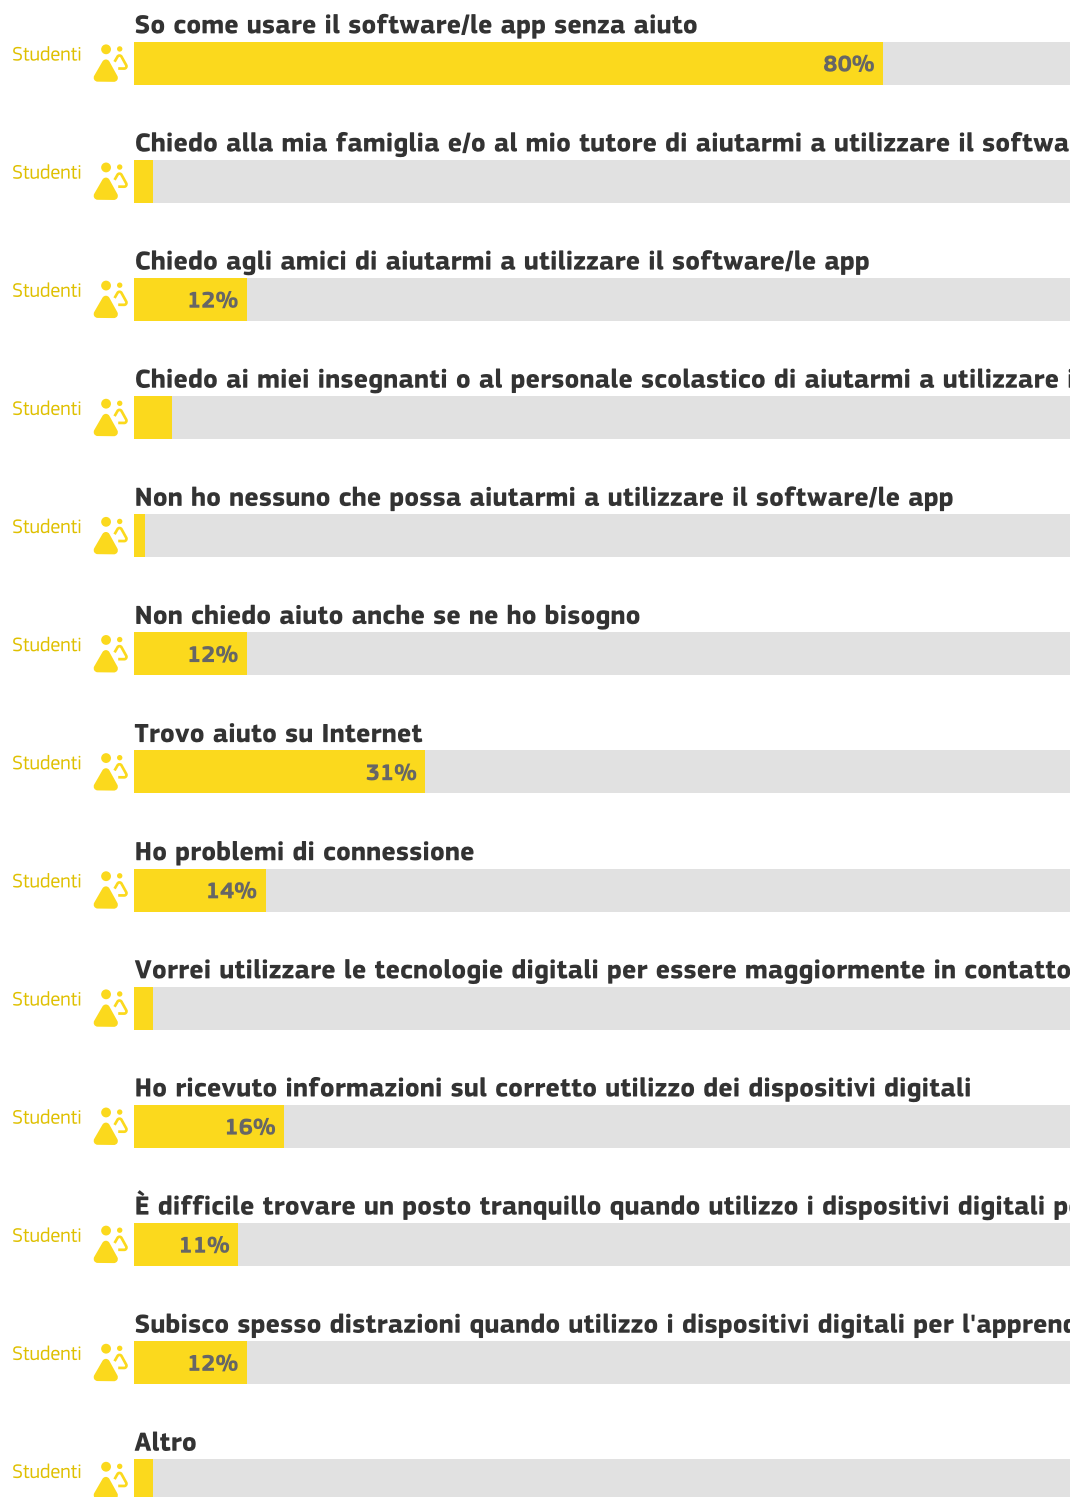 So come usare il software/le app senza aiuto
Studenti
80%
Chiedo alla mia famiglia e/o al mio tutore di aiutarmi a utilizzare il softwa
Studenti
Chiedo agli amici di aiutarmi a utilizzare il software/le app
Studenti
12%
Chiedo ai miei insegnanti o al personale scolastico di aiutarmi a utilizzare i
Studenti
Non ho nessuno che possa aiutarmi a utilizzare il software/le app
Studenti
Non chiedo aiuto anche se ne ho bisogno
Studenti
12%
Trovo aiuto su Internet
Studenti
31%
Ho problemi di connessione
Studenti
14%
Vorrei utilizzare le tecnologie digitali per essere maggiormente in contatto
Studenti
Ho ricevuto informazioni sul corretto utilizzo dei dispositivi digitali
Studenti
16%
È difficile trovare un posto tranquillo quando utilizzo i dispositivi digitali p
Studenti
11%
Subisco spesso distrazioni quando utilizzo i dispositivi digitali per l'appren
Studenti
12%
Altro
Studenti